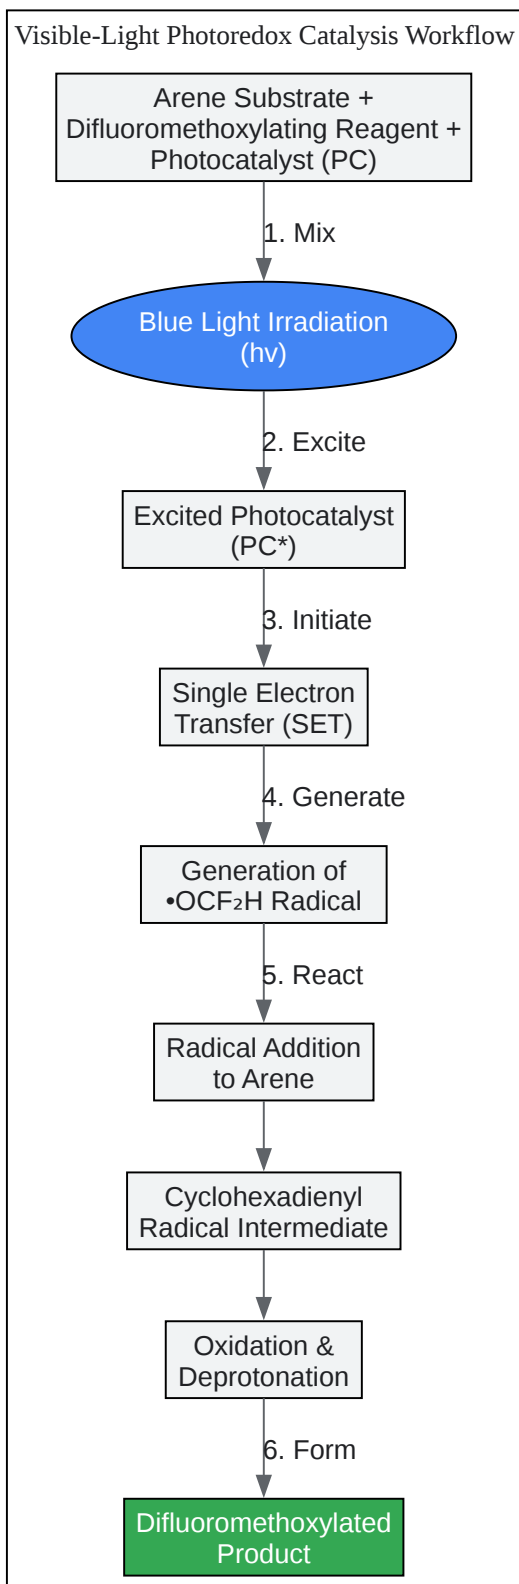 Visible-Light Photoredox Catalysis Workflow
Arene Substrate +
Difluoromethoxylating Reagent +
Photocatalyst (PC)
1. Mix
Blue Light Irradiation
(hv)
2. Excite
Excited Photocatalyst
(PC*)
3. Initiate
Single Electron
Transfer (SET)
4. Generate
Generation of
•OCF₂H Radical
5. React
Radical Addition
to Arene
Cyclohexadienyl
Radical Intermediate
Oxidation &
Deprotonation
6. Form
Difluoromethoxylated
Product